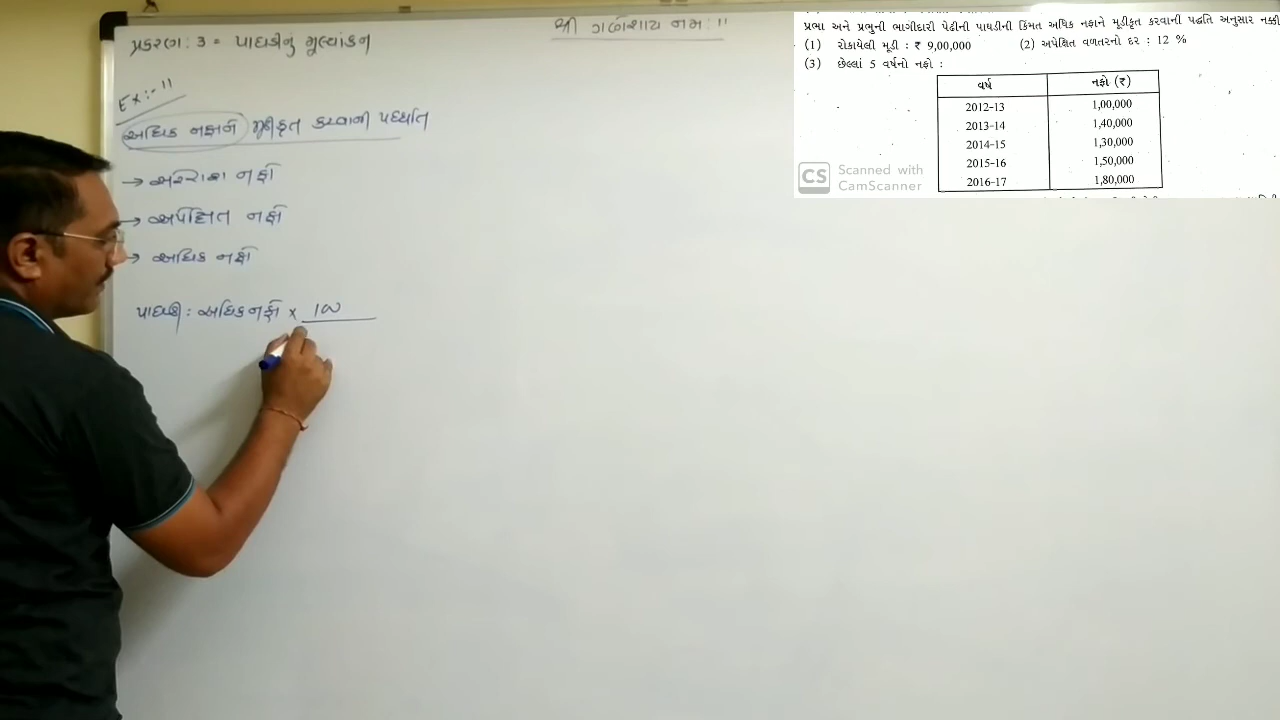 શ્રી ગણેશાય નમઃ ॥
પ્રકરણ : 3 = પાઘડીનું મૂલ્યાંકન
Ex :- 11
અધિક નફાને મૂડીકૃત કરવાની પદ્ધતિ
→ સરેરાશ નફો
→ અપેક્ષિત નફો
→ અધિક નફો
પાઘડી : અધિક નફો × 100
પ્રભા અને પ્રભુની ભાગીદારી પેઢીની પાઘડીની કિંમત અધિક નફાને મૂડીકૃત કરવાની પદ્ધતિ અનુસાર નક્કી
(1) રોકાયેલી મૂડી : ₹ 9,00,000 (2) અપેક્ષિત વળતરનો દર : 12 %
(3) છેલ્લાં 5 વર્ષનો નફો :
વર્ષ નફો (₹)
2012-13 1,00,000
2013-14 1,40,000
2014-15 1,30,000
2015-16 1,50,000
2016-17 1,80,000
CS Scanned with
CamScanner